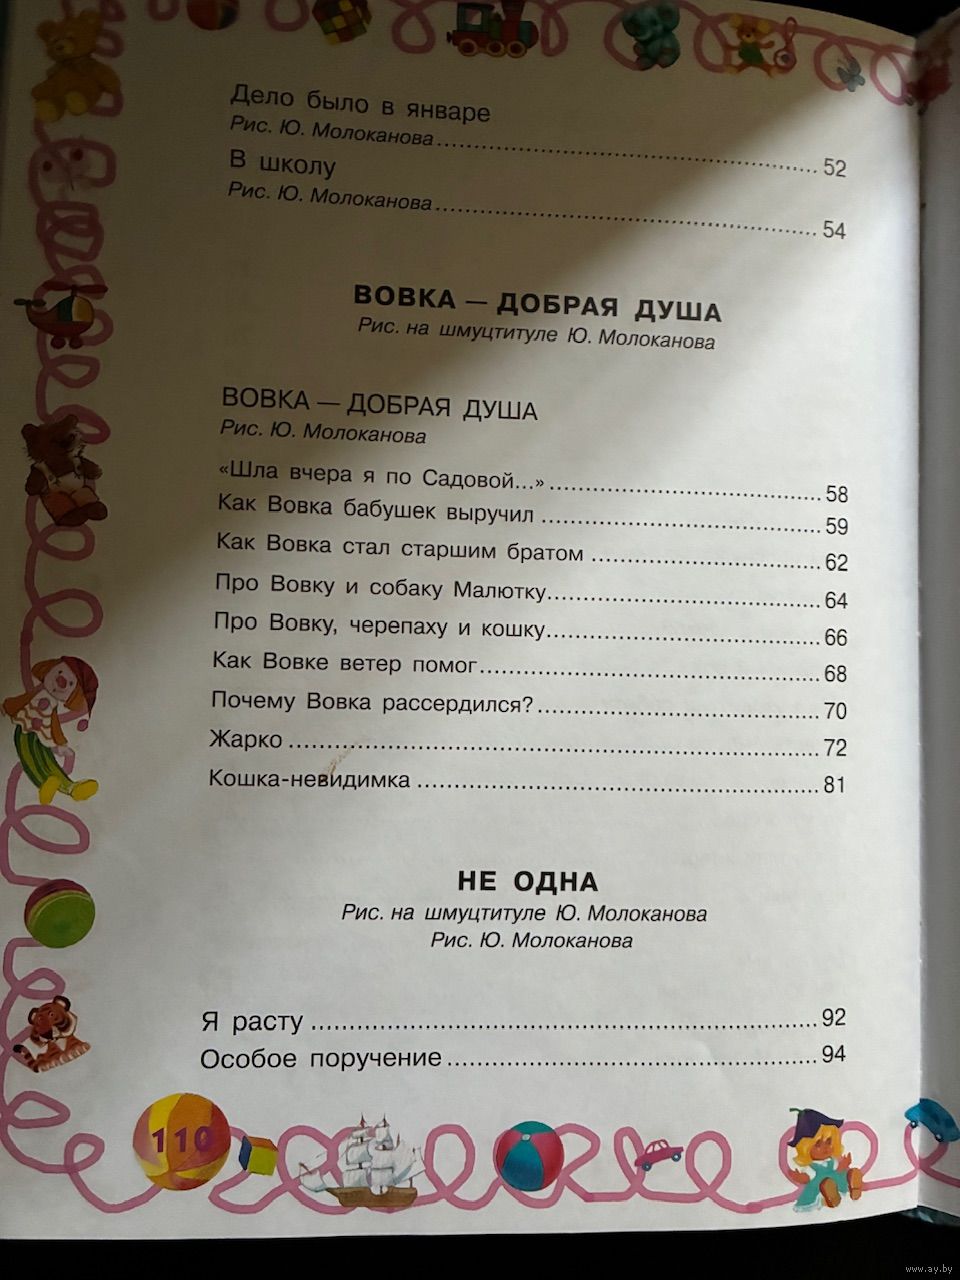 Дело было в январе
Рис. Ю. Молоканова ........ 52
В школу
Рис. Ю. Молоканова ........ 54
ВОВКА — ДОБРАЯ ДУША
Рис. на шмуцтитуле Ю. Молоканова
ВОВКА — ДОБРАЯ ДУША
Рис. Ю. Молоканова
«Шла вчера я по Садовой...» ........ 58
Как Вовка бабушек выручил ........ 59
Как Вовка стал старшим братом ........ 62
Про Вовку и собаку Малютку ........ 64
Про Вовку, черепаху и кошку ........ 66
Как Вовке ветер помог ........ 68
Почему Вовка рассердился? ........ 70
Жарко ........ 72
Кошка-невидимка ........ 81
НЕ ОДНА
Рис. на шмуцтитуле Ю. Молоканова
Рис. Ю. Молоканова
Я расту ........ 92
Особое поручение ........ 94
110
www.ay.by